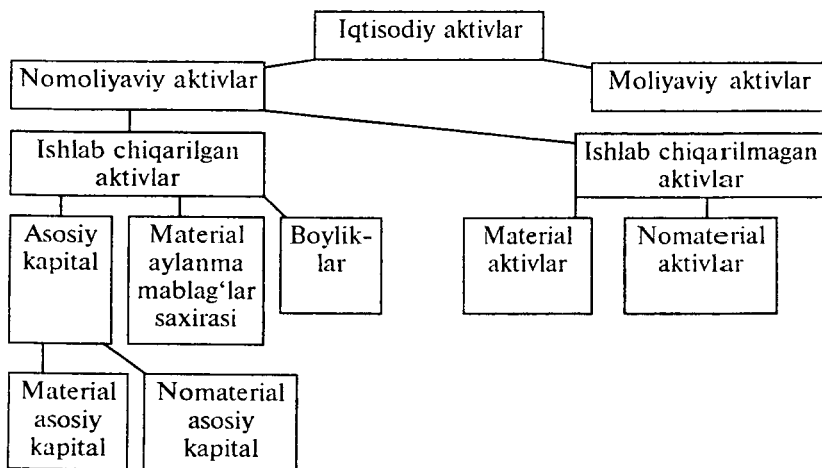 Iqtisodiy aktivlar
Nomoliyaviy aktivlar
Moliyaviy aktivlar
Ishlab chiqarilgan
aktivlar
Ishlab chiqarilmagan
aktivlar
Asosiy
kapital
Material
aylanma
mablag‘lar
saxirasi
Boylik-
lar
Material
aktivlar
Nomaterial
aktivlar
Material
asosiy
kapital
Nomaterial
asosiy
kapital